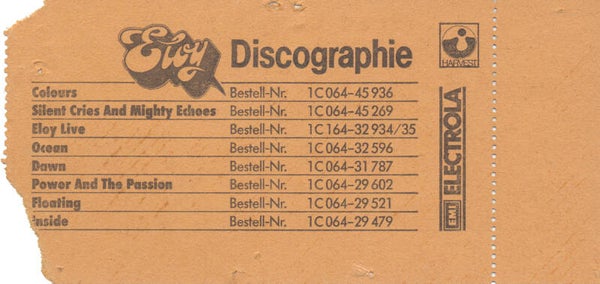 Eloy Discographie
HARVEST
Colours Bestell-Nr. 1C 064-45 936
Silent Cries And Mighty Echoes Bestell-Nr. 1C 064-45 269
Eloy Live Bestell-Nr. 1C 164-32 934/35
Ocean Bestell-Nr. 1C 064-32 596
Dawn Bestell-Nr. 1C 064-31 787
Power And The Passion Bestell-Nr. 1C 064-29 602
Floating Bestell-Nr. 1C 064-29 521
Inside Bestell-Nr. 1C 064-29 479
EMI ELECTROLA